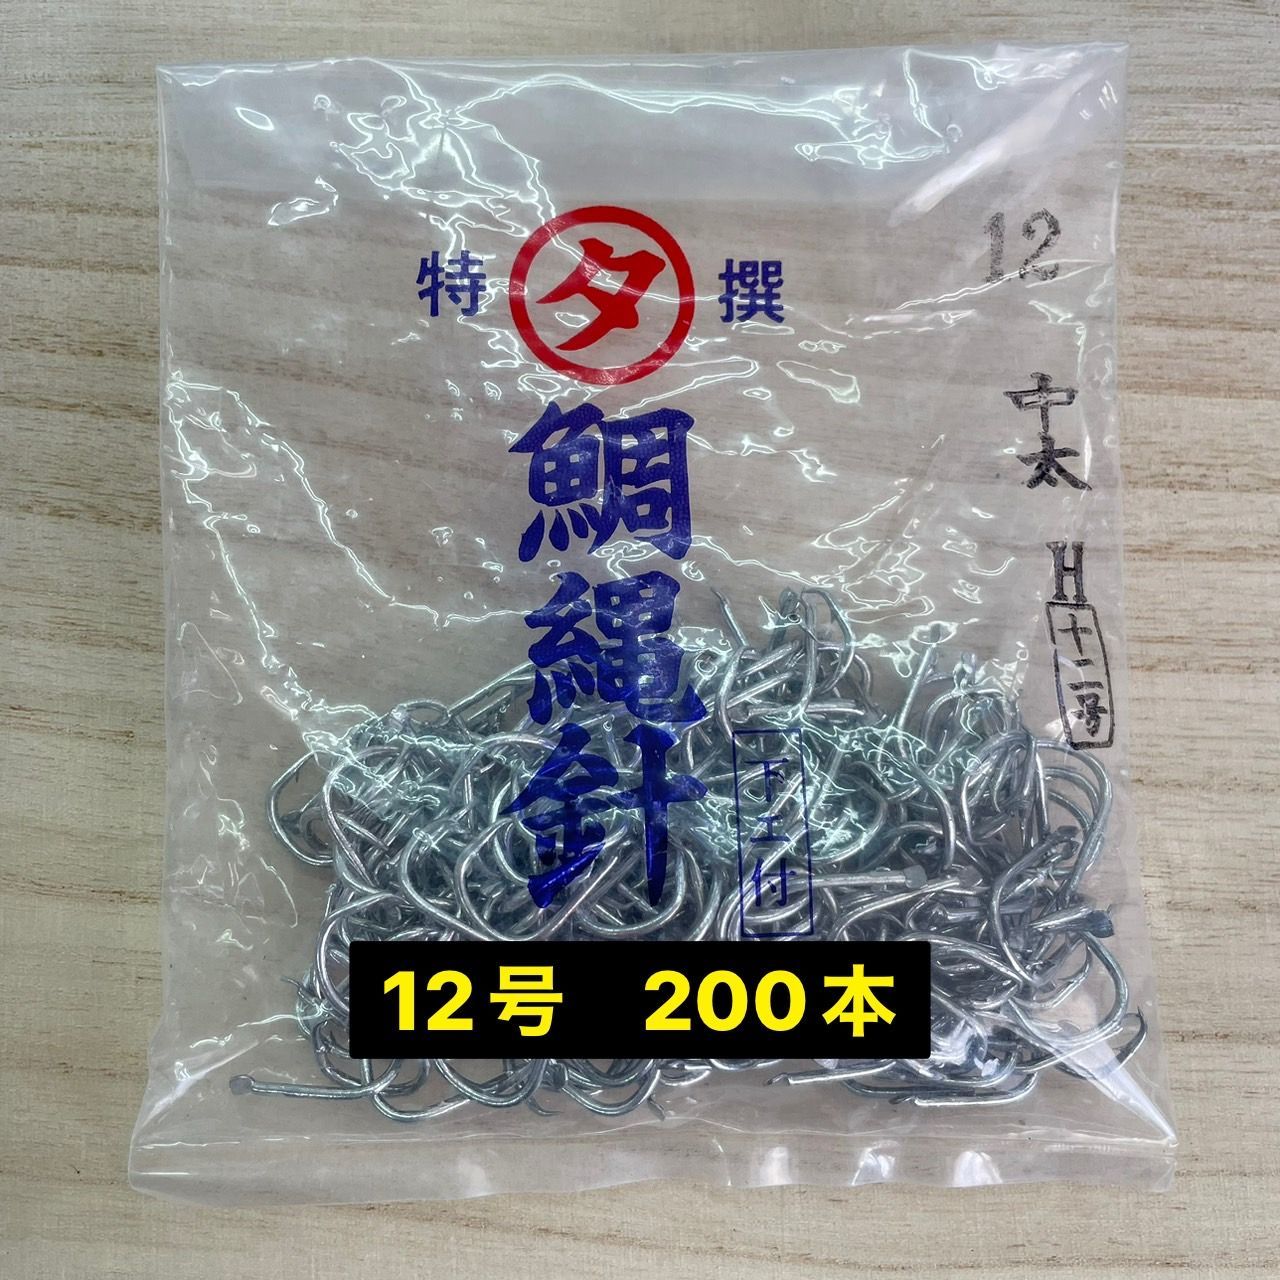 特 タ 撰
鯛縄針
下エ付
12
中太
H
十二号
12号 200本